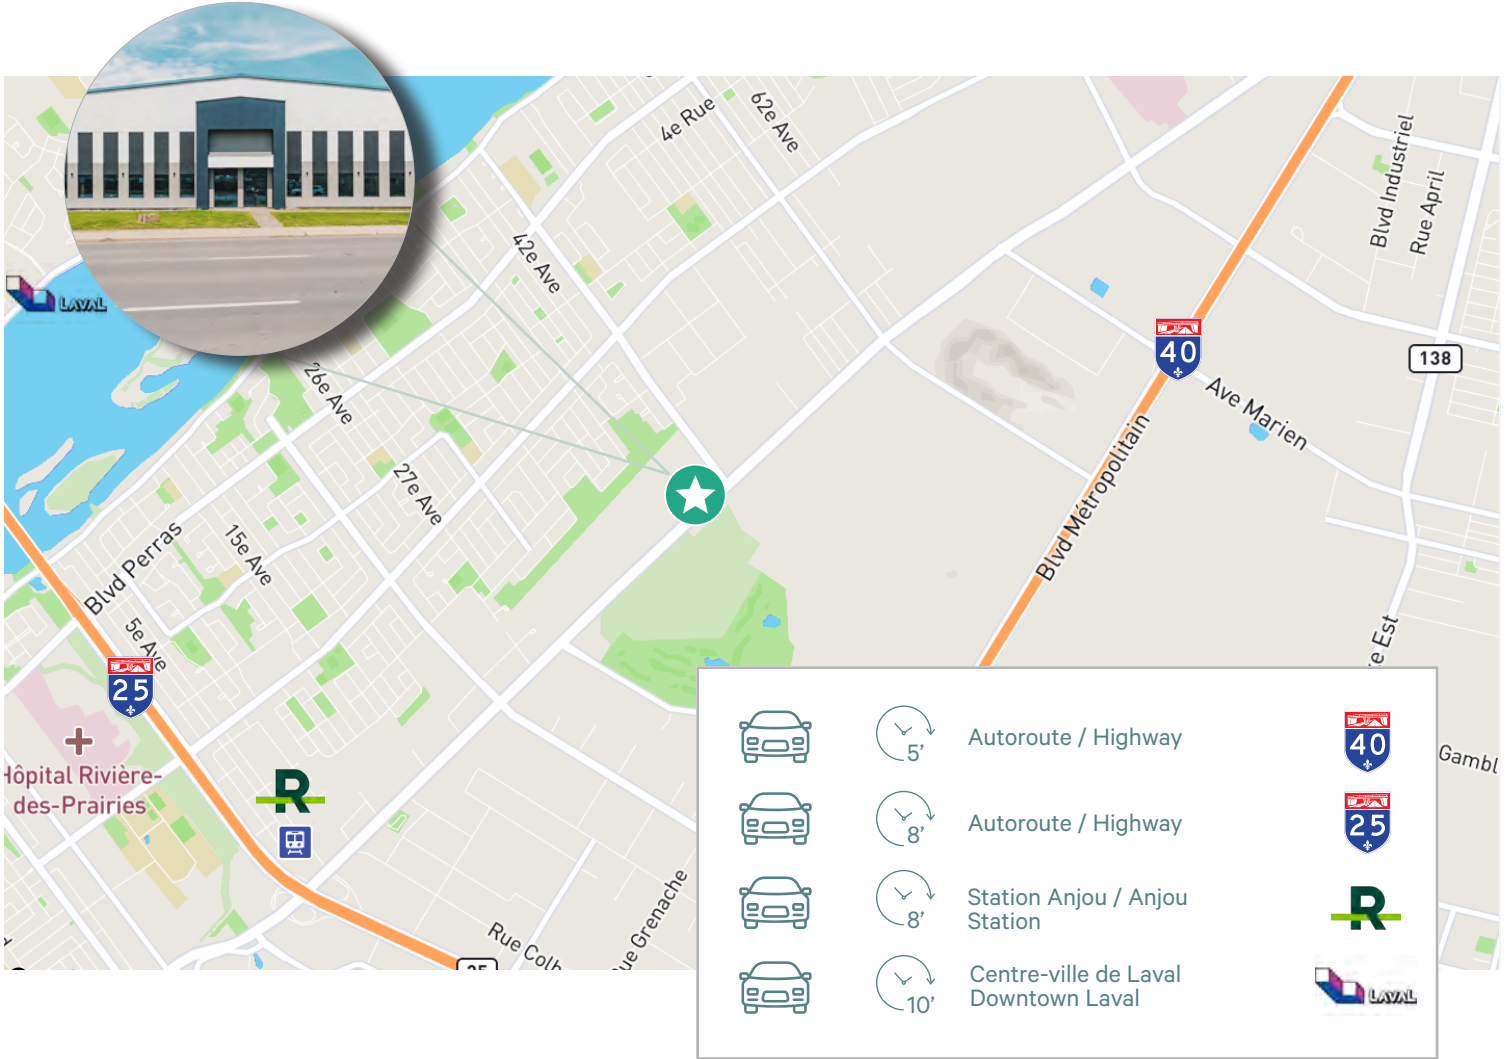 4e Rue
62e Ave
Blvd Industriel
Rue April
42e Ave
LAVAL
40
138
26e Ave
Ave Marien
Blvd Métropolitain
27e Ave
15e Ave
Blvd Perras
5e Ave
25
Hôpital Rivière-
des-Prairies
R
Rue Grenache
Rue Colb
25
e Est
Gambl
5' Autoroute / Highway 40
8' Autoroute / Highway 25
8' Station Anjou / Anjou
Station
R
10' Centre-ville de Laval
Downtown Laval
LAVAL